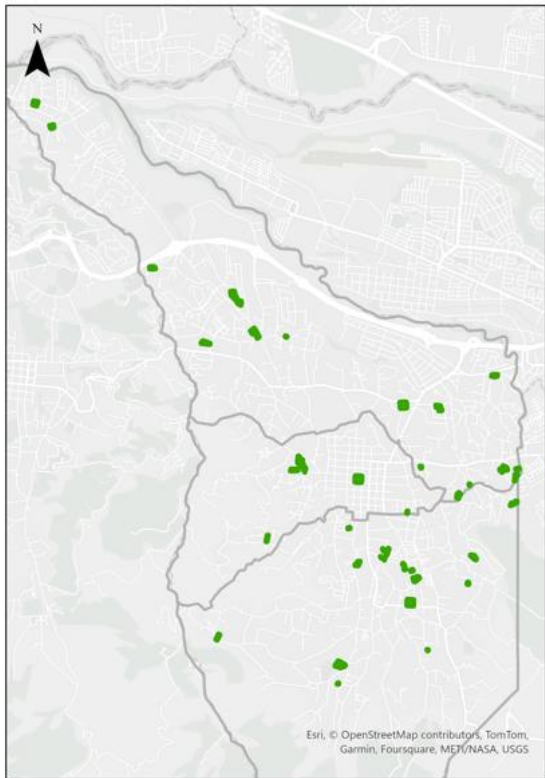 N
Esri, © OpenStreetMap contributors, TomTom,
Garmin, Foursquare, METI/NASA, USGS